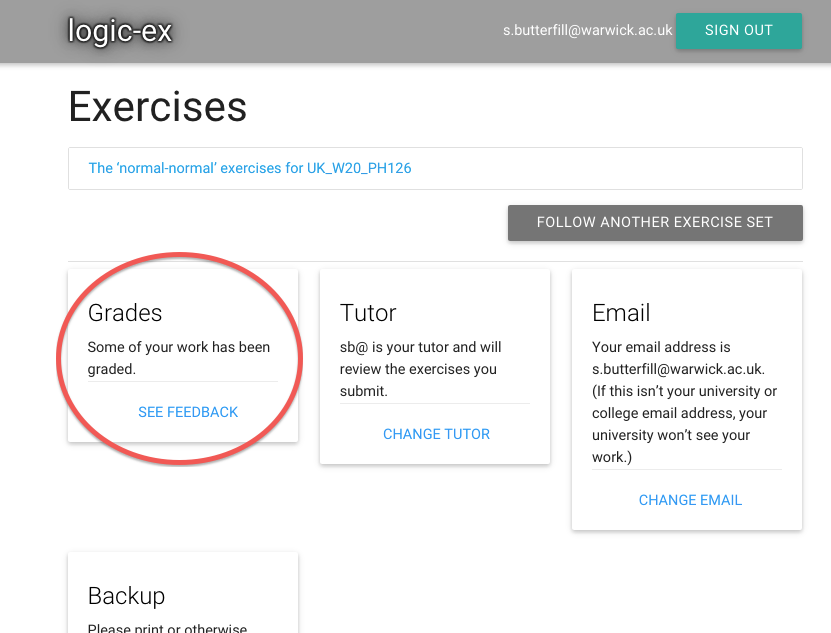 logic-ex
s.butterfill@warwick.ac.uk
SIGN OUT
Exercises
The ‘normal-normal’ exercises for UK_W20_PH126
FOLLOW ANOTHER EXERCISE SET
Grades
Some of your work has been
graded.
SEE FEEDBACK
Tutor
sb@ is your tutor and will
review the exercises you
submit.
CHANGE TUTOR
Email
Your email address is
s.butterfill@warwick.ac.uk.
(If this isn’t your university or
college email address, your
university won’t see your
work.)
CHANGE EMAIL
Backup
Please print or otherwise